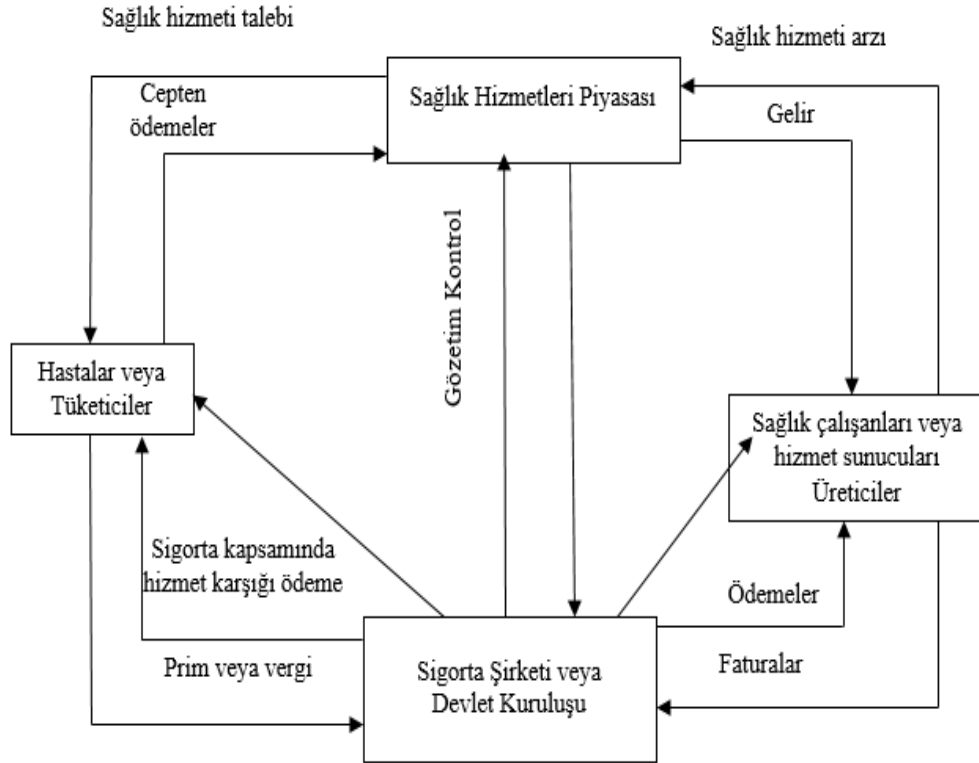 Sağlık hizmeti talebi
Sağlık hizmeti arzı
Sağlık Hizmetleri Piyasası
Cepten
ödemeler
Gelir
Gözetim Kontrol
Hastalar veya
Tüketiciler
Sağlık çalışanları veya
hizmet sunucuları
Üreticiler
Sigorta kapsamında
hizmet karşığı ödeme
Ödemeler
Prim veya vergi
Sigorta Şirketi veya
Devlet Kuruluşu
Faturalar